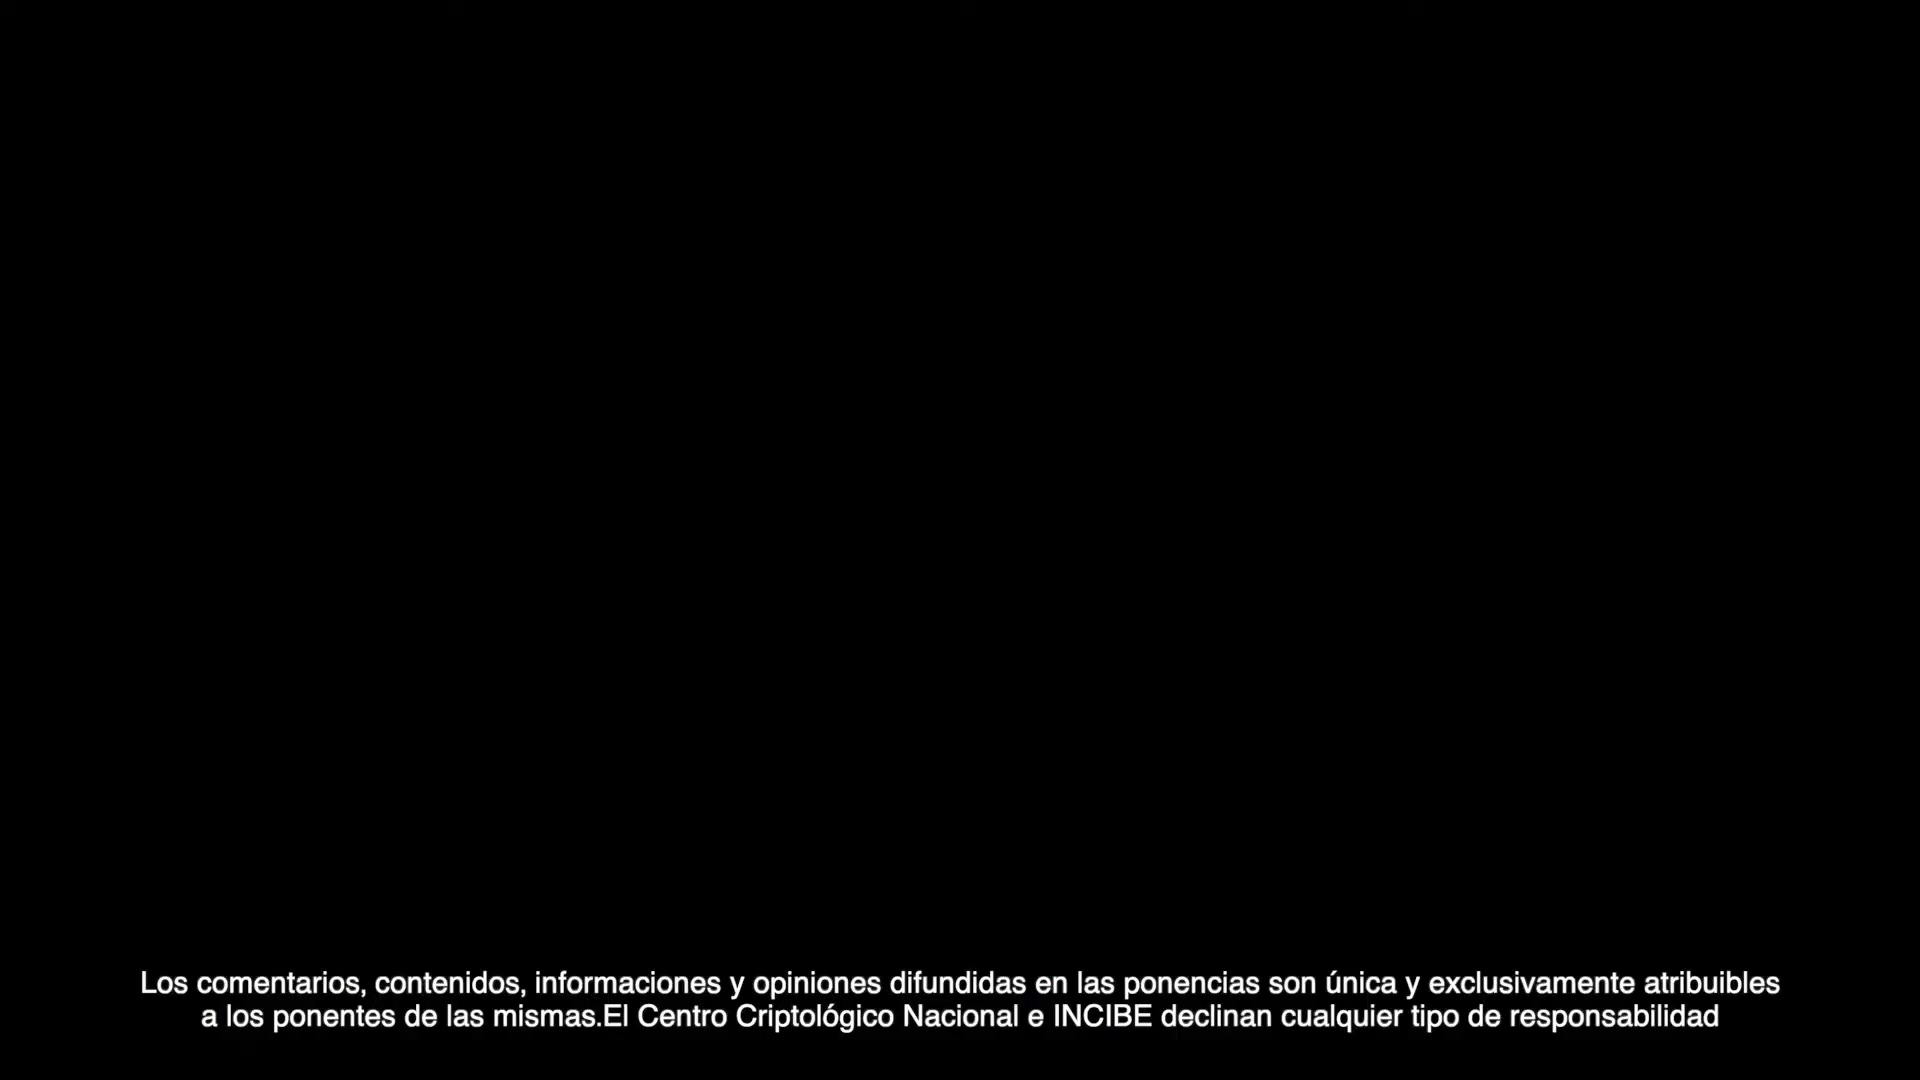 Los comentarios, contenidos, informaciones y opiniones difundidas en las ponencias son única y exclusivamente atribuibles
a los ponentes de las mismas.El Centro Criptológico Nacional e INCIBE declinan cualquier tipo de responsabilidad